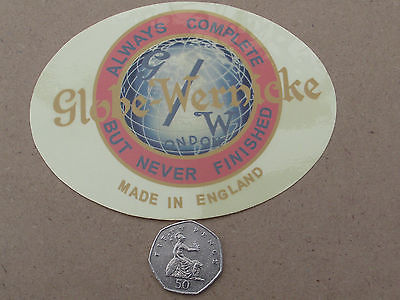 ALWAYS COMPLETE
G W
Globe-Wernicke
LONDON
BUT NEVER FINISHED
MADE IN ENGLAND
FIFTY PENCE
50